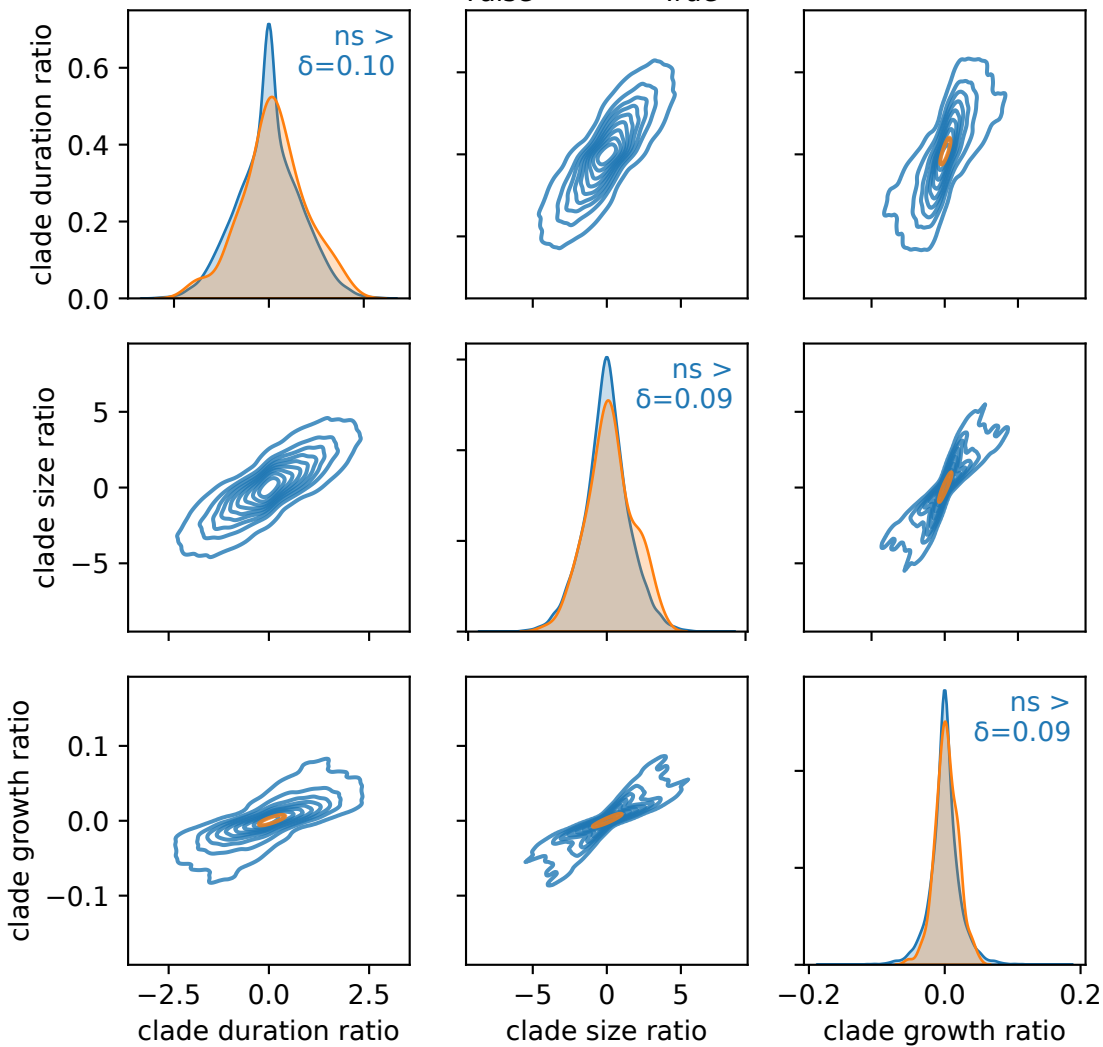 clade duration ratio
0.6
0.4
0.2
0.0
ns >
δ=0.10
clade size ratio
5
0
−5
ns >
δ=0.09
clade growth ratio
0.1
0.0
−0.1
ns >
δ=0.09
−2.5 0.0 2.5
−5 0 5
−0.2 0.0 0.2
clade duration ratio
clade size ratio
clade growth ratio